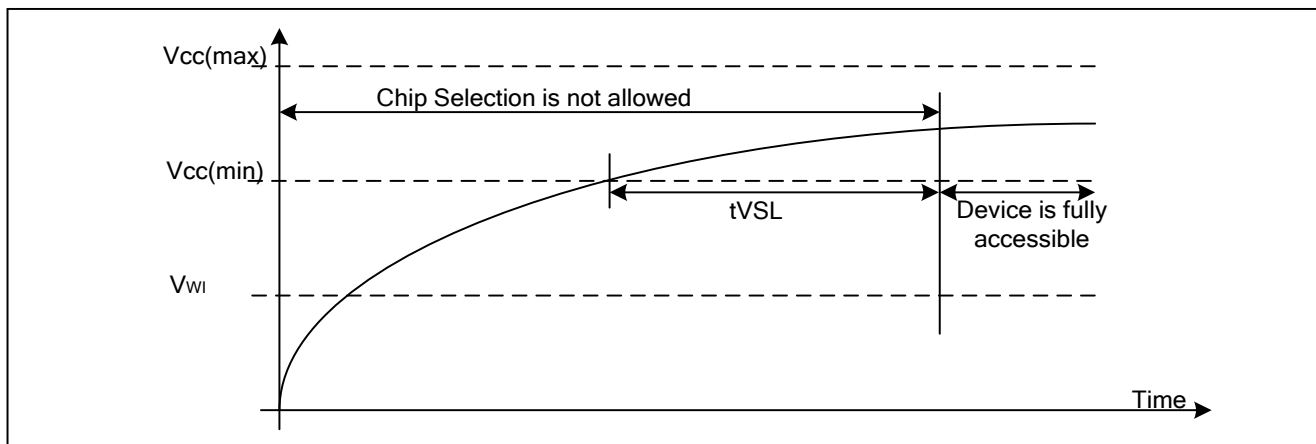 Vcc(max)
Chip Selection is not allowed
Vcc(min)
tVSL
Device is fully
accessible
VWI
Time